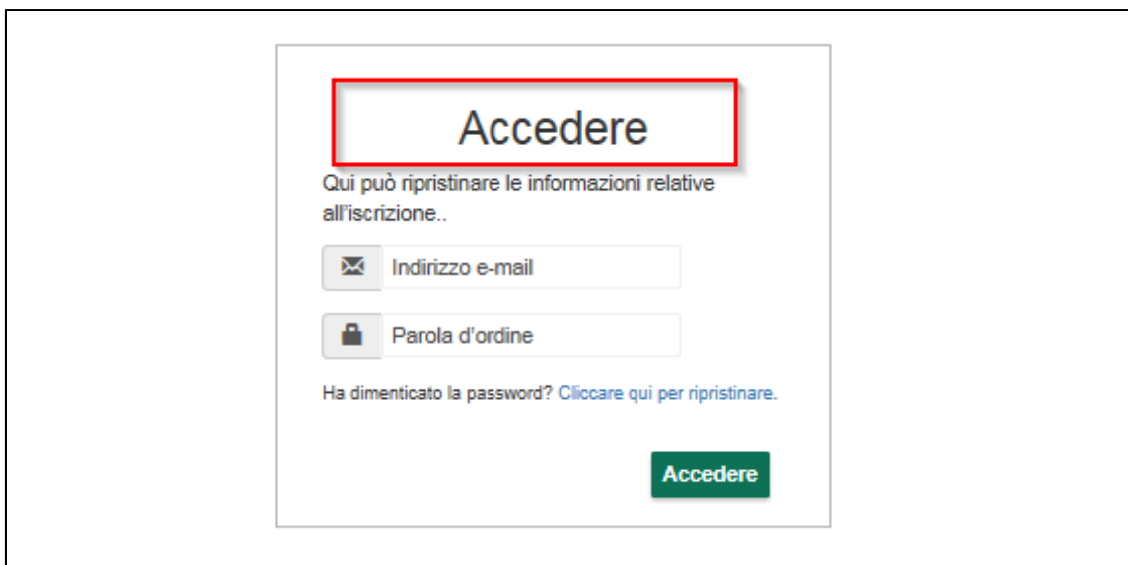 Accedere
Qui può ripristinare le informazioni relative
all'iscrizione..
Indirizzo e-mail
Parola d'ordine
Ha dimenticato la password? Cliccare qui per ripristinare.
Accedere